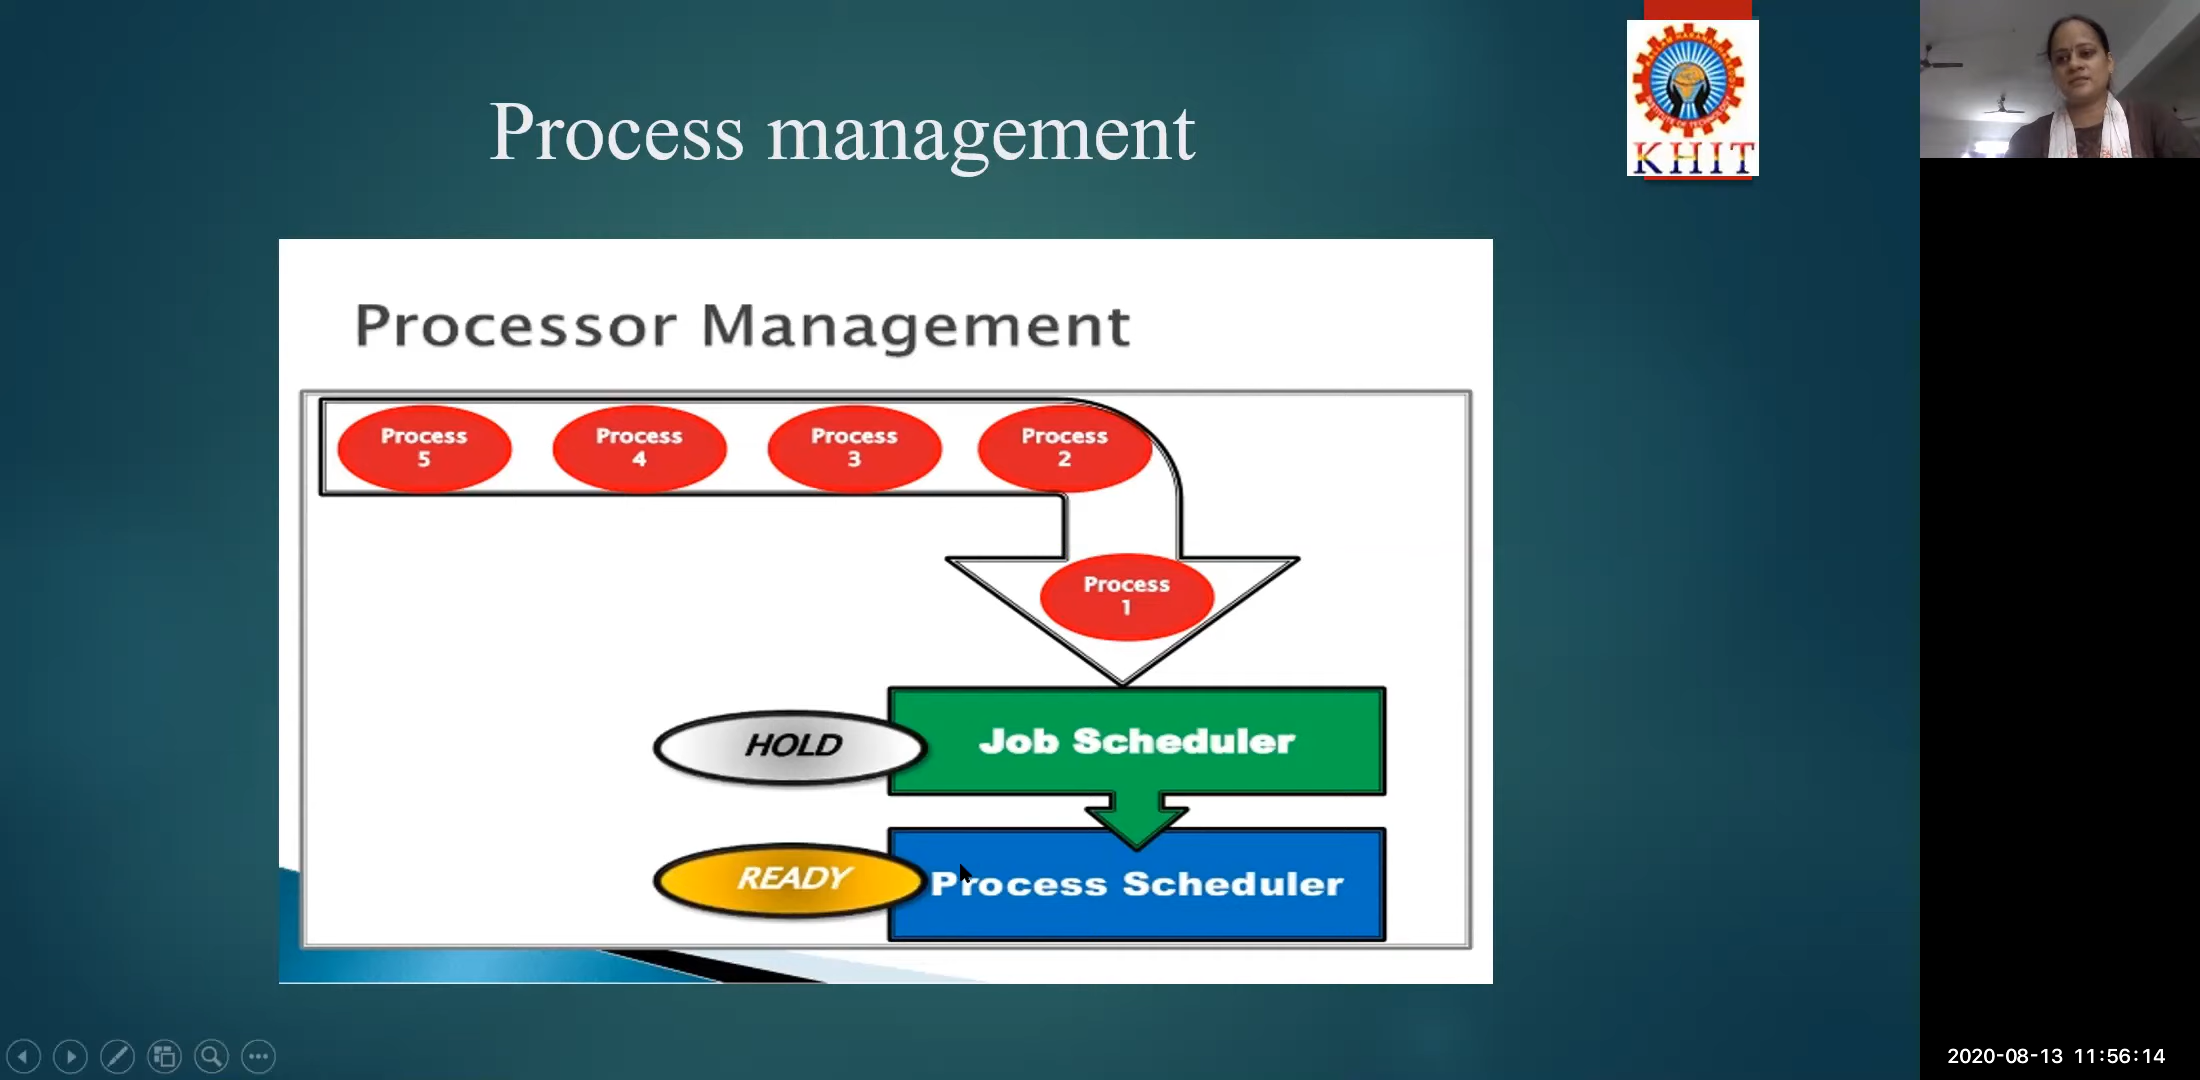 Process management
KHIT
Processor Management
Process
5
Process
4
Process
3
Process
2
Process
1
HOLD
Job Scheduler
READY
Process Scheduler
2020-08-13 11:56:14